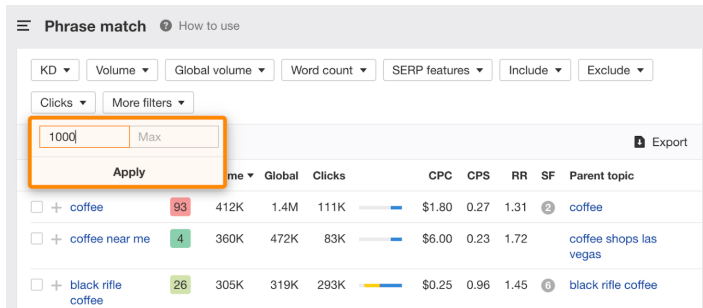 Phrase match ? How to use
KD ▼ Volume ▼ Global volume ▼ Word count ▼ SERP features ▼ Include ▼ Exclude ▼
Clicks ▼ More filters ▼
1000 Max
Export
Apply
me ▼ Global Clicks CPC CPS RR SF Parent topic
+ coffee 93 412K 1.4M 111K $1.80 0.27 1.31 2 coffee
+ coffee near me 4 360K 472K 83K $6.00 0.23 1.72 coffee shops las
vegas
+ black rifle 26 305K 319K 293K $0.25 0.96 1.45 6 black rifle coffee
coffee